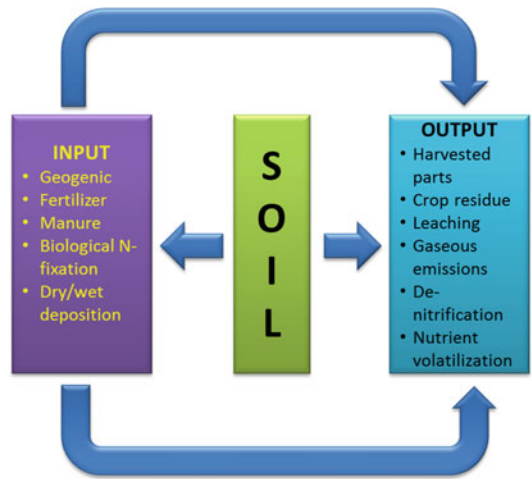 INPUT
• Geogenic
• Fertilizer
• Manure
• Biological N-
fixation
• Dry/wet
deposition
S
O
I
L
OUTPUT
• Harvested
parts
• Crop residue
• Leaching
• Gaseous
emissions
• De-
nitrification
• Nutrient
volatilization